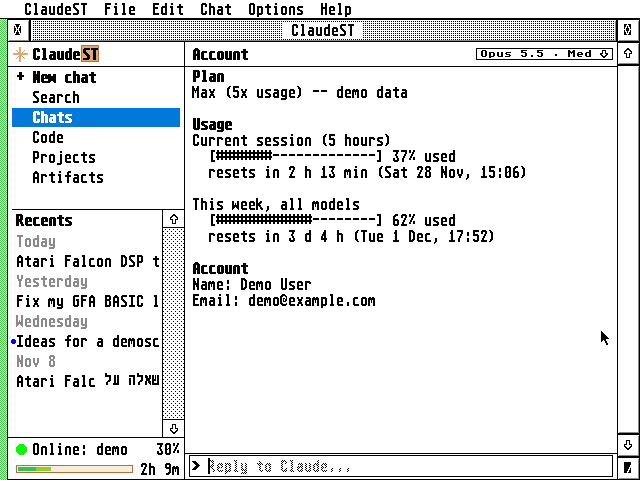 ClaudeST File Edit Chat Options Help
ClaudeST
ClaudeST
+ New chat
Search
Chats
Code
Projects
Artifacts
Recents
Today
Atari Falcon DSP t
Yesterday
Fix my GFA BASIC l
Wednesday
Ideas for a demosc
Nov 8
Atari Falc שאלה על
Online: demo 30%
2h 9m
Account
Opus 5.5 · Med
Plan
Max (5x usage) -- demo data
Usage
Current session (5 hours)
[#########-------------] 37% used
resets in 2 h 13 min (Sat 28 Nov, 15:06)
This week, all models
[##############--------] 62% used
resets in 3 d 4 h (Tue 1 Dec, 17:52)
Account
Name: Demo User
Email: demo@example.com
> Reply to Claude...